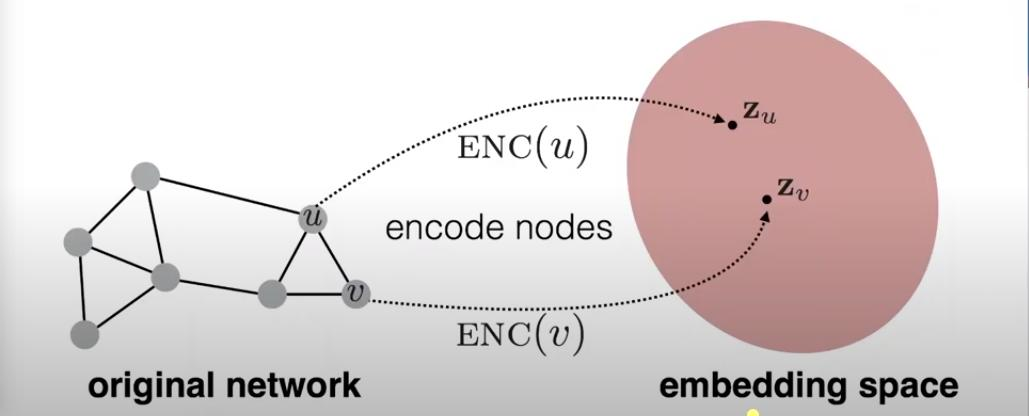 z_u
ENC(u)
z_v
u
encode nodes
v
ENC(v)
original network
embedding space